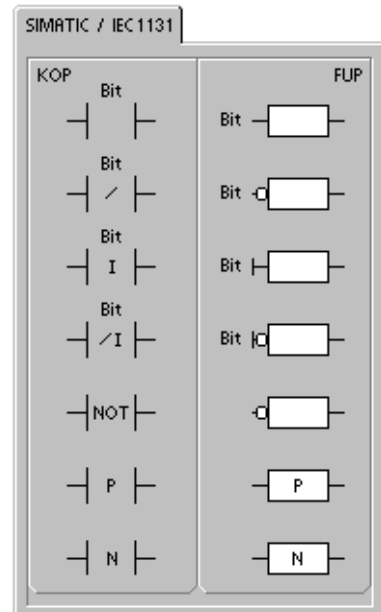 SIMATIC / IEC1131
KOP
FUP
Bit
Bit
Bit
/
Bit
Bit
I
Bit
Bit
/I
Bit
NOT
P
P
N
N